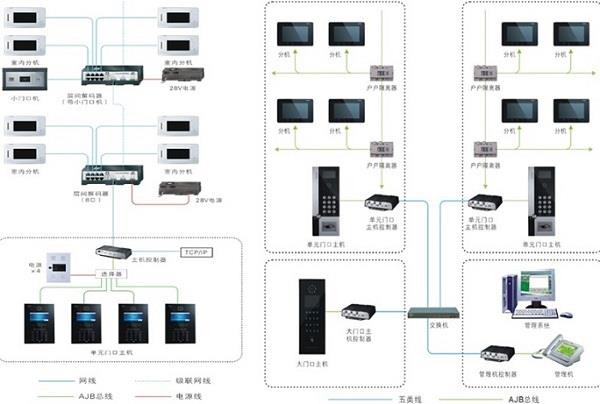 室内分机
室内分机
小门口机
层间解码器
(带小门口机)
28V电源
室内分机
室内分机
层间解码器
(8口)
28V电源
主机控制器
TCP/IP
电源
×4
选择器
单元门口主机
网线
级联网线
AJB总线
电源线
分机
分机
户户隔离器
分机
分机
户户隔离器
单元门口
主机控制器
单元门口主机
分机
分机
户户隔离器
分机
分机
户户隔离器
单元门口
主机控制器
单元门口主机
大门口主
机控制器
大门口主机
交换机
管理系统
管理机控制器
管理机
五类线
AJB总线